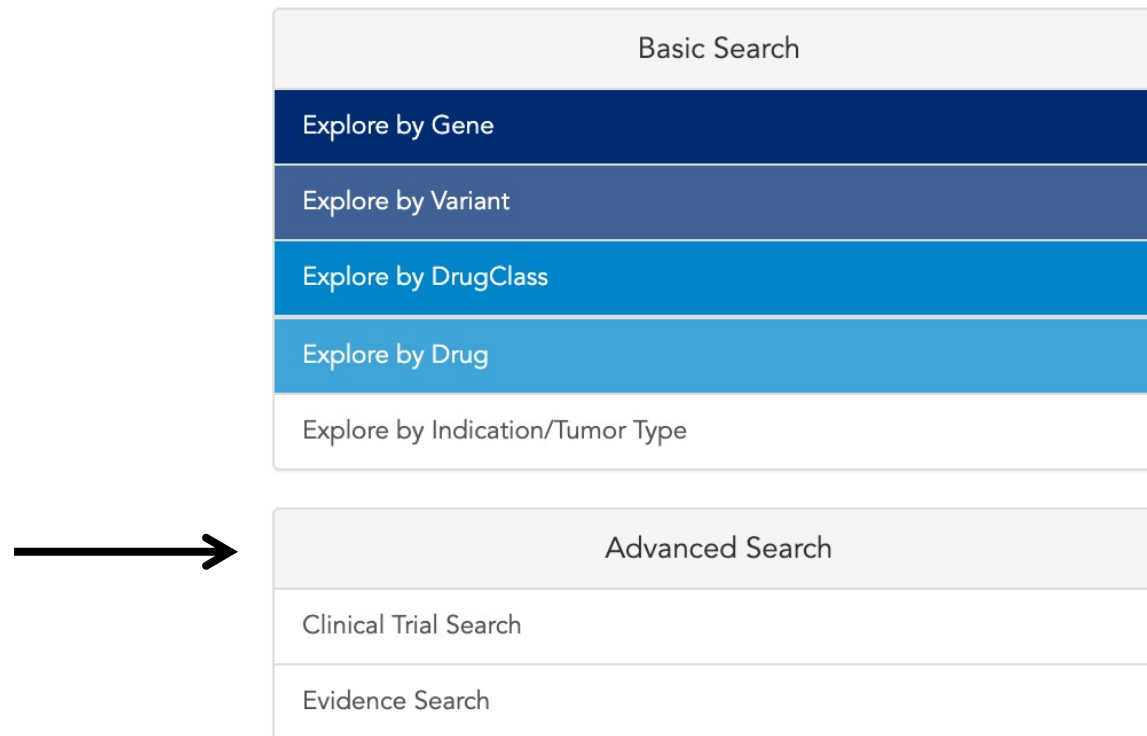 Basic Search
Explore by Gene
Explore by Variant
Explore by DrugClass
Explore by Drug
Explore by Indication/Tumor Type
Advanced Search
Clinical Trial Search
Evidence Search